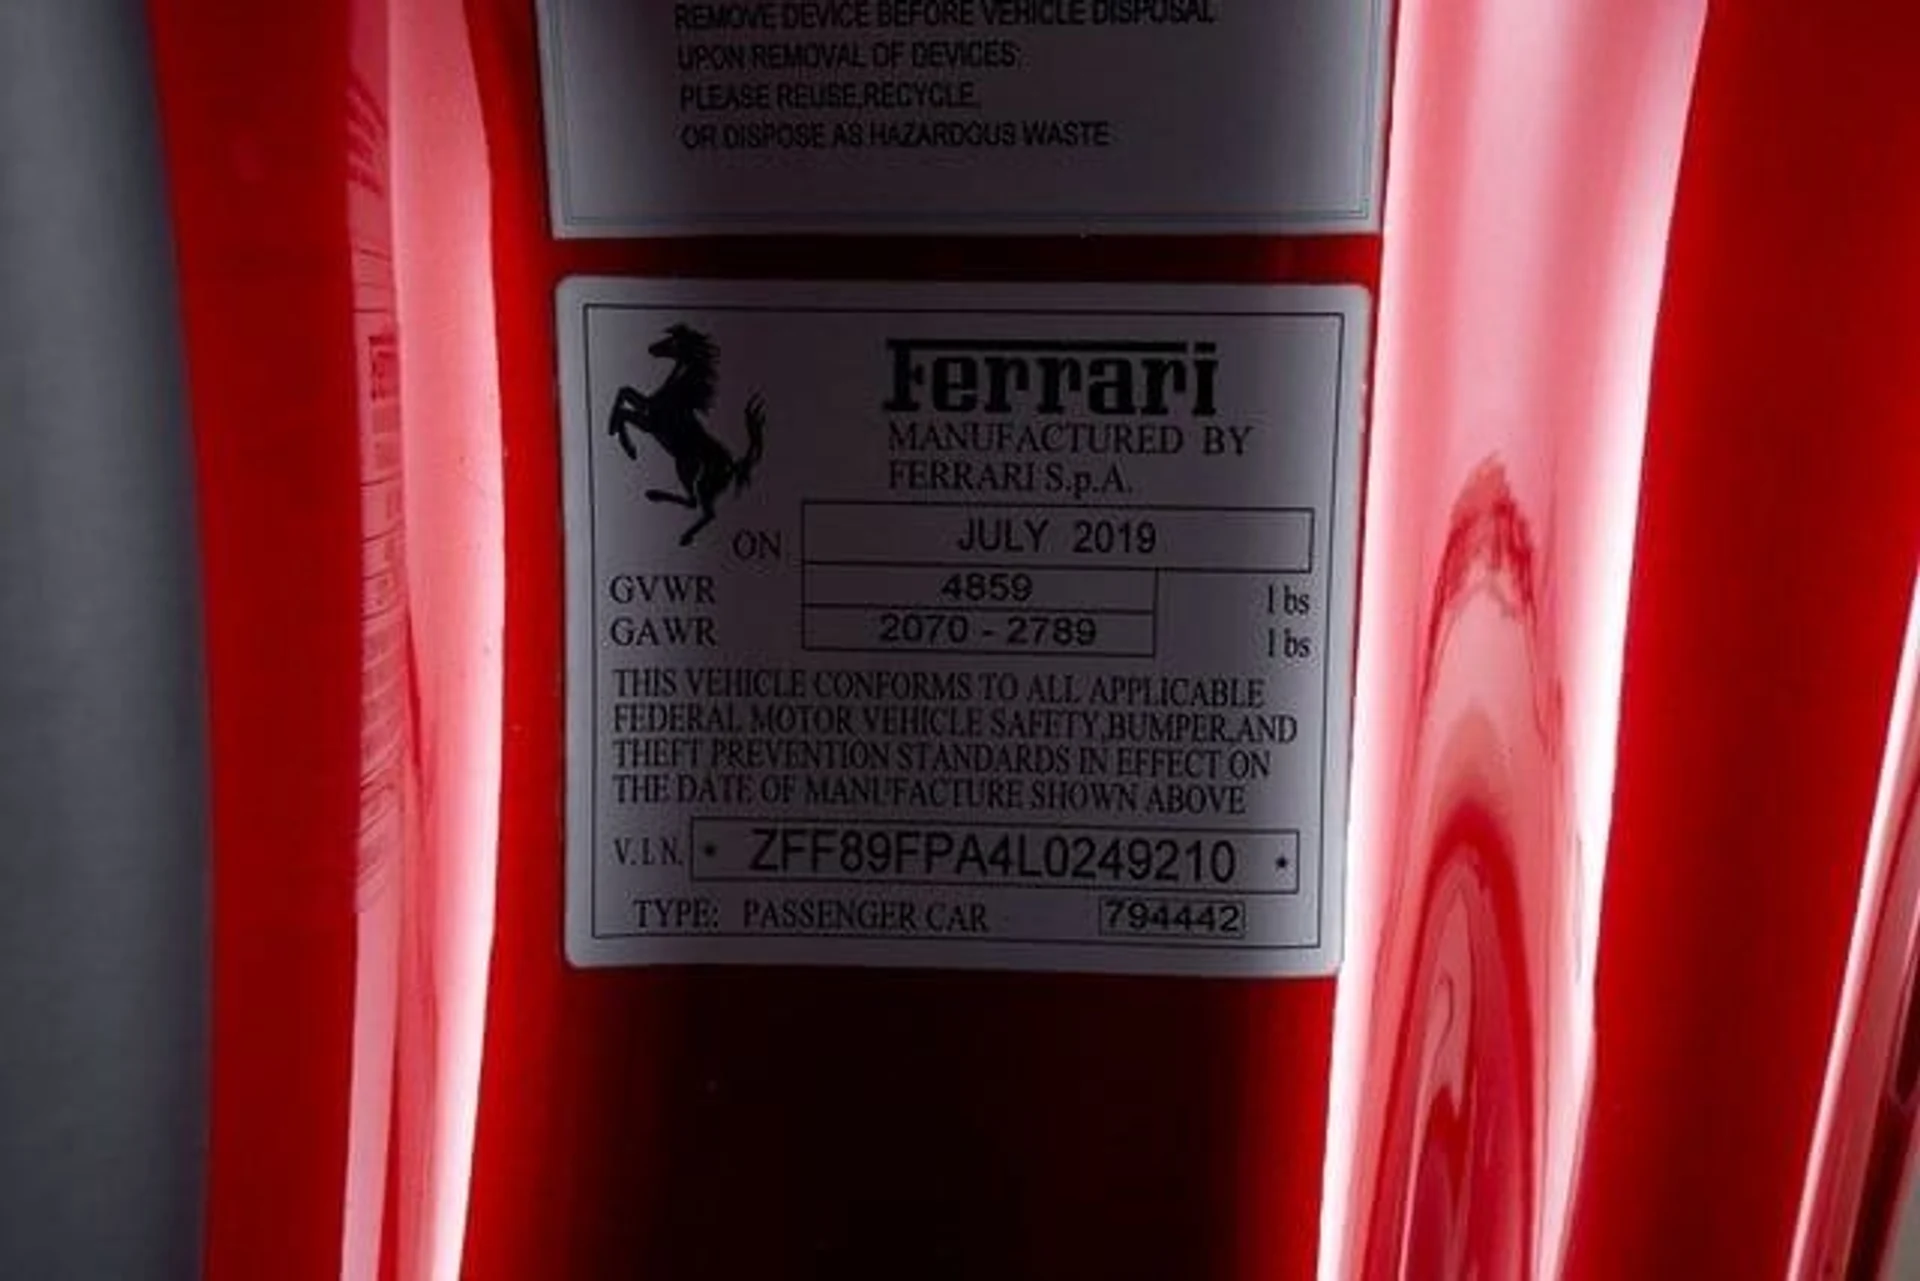 REMOVE DEVICE BEFORE VEHICLE DISPOSAL
UPON REMOVAL OF DEVICES
PLEASE REUSE,RECYCLE,
OR DISPOSE AS HAZARDOUS WASTE
Ferrari
MANUFACTURED BY
FERRARI S.p.A.
ON JULY 2019
GVWR 4859 lbs
GAWR 2070 - 2789 lbs
THIS VEHICLE CONFORMS TO ALL APPLICABLE
FEDERAL MOTOR VEHICLE SAFETY,BUMPER,AND
THEFT PREVENTION STANDARDS IN EFFECT ON
THE DATE OF MANUFACTURE SHOWN ABOVE
V.I.N. * ZFF89FPA4L0249210 *
TYPE: PASSENGER CAR 794442